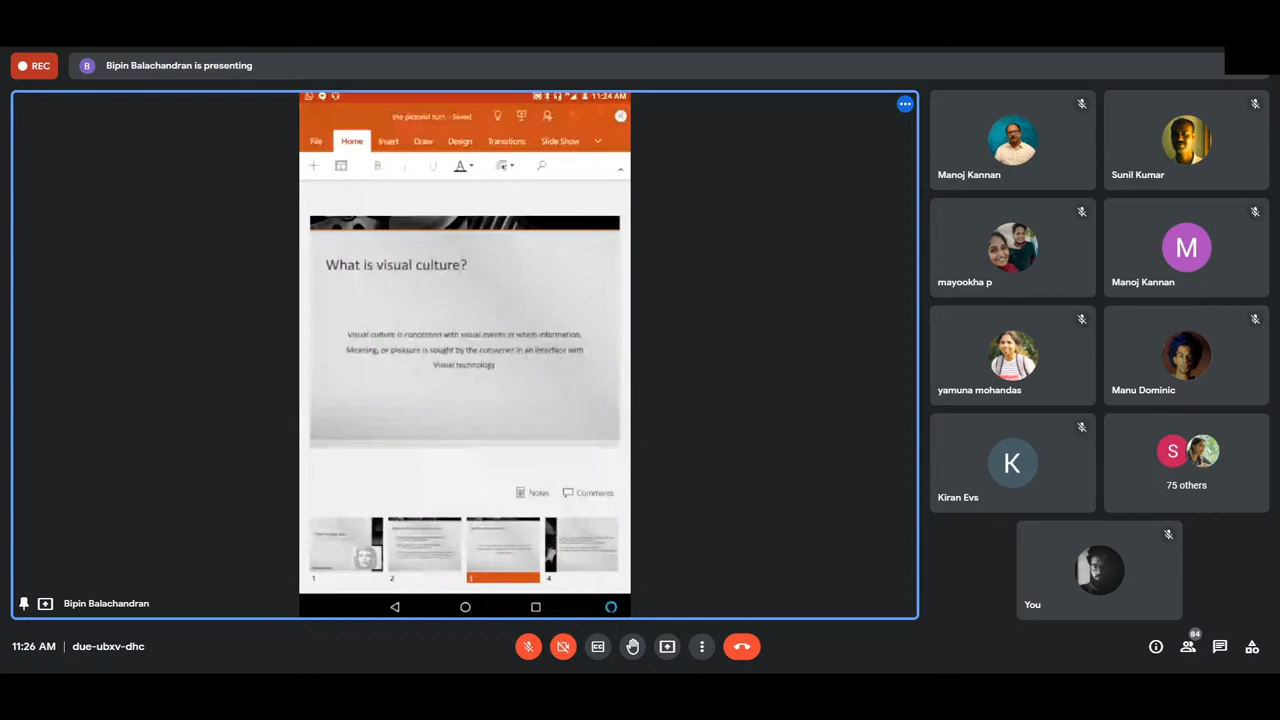 REC
B
Bipin Balachandran is presenting
11:24 AM
the pictorial turn – Saved
File Home Insert Draw Design Transitions Slide Show
B I U A
What is visual culture?
Visual culture is concerned with visual events in which information,
Meaning, or pleasure is sought by the consumer in an interface with
Visual technology
Notes Comments
1 2 3 4
Bipin Balachandran
Manoj Kannan
Sunil Kumar
mayookha p
M
Manoj Kannan
yamuna mohandas
Manu Dominic
K
Kiran Evs
S
75 others
You
11:26 AM | due-ubxv-dhc
84